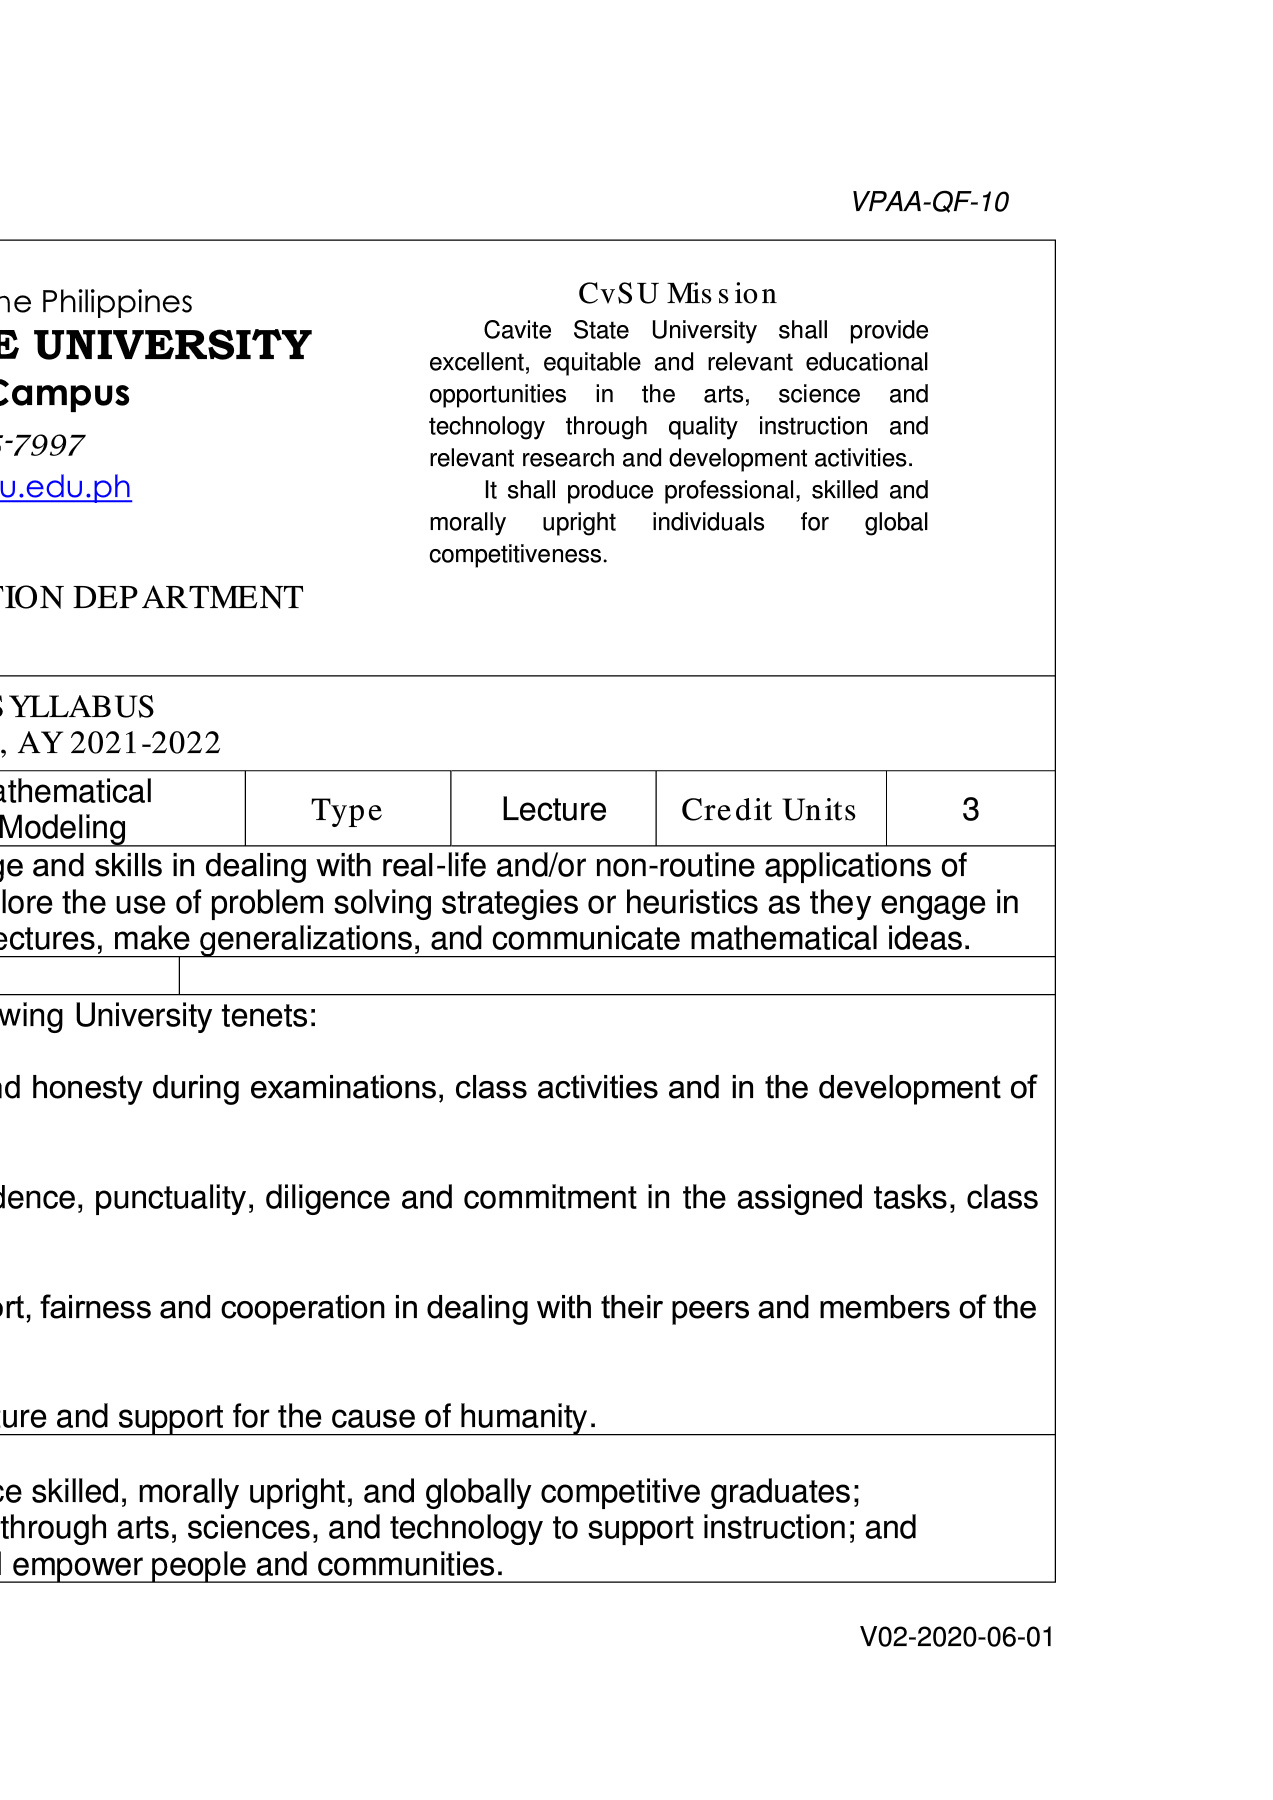 VPAA-QF-10
ne Philippines
E UNIVERSITY
Campus
-7997
u.edu.ph
TION DEPARTMENT
CvSU Mission
Cavite State University shall provide
excellent, equitable and relevant educational
opportunities in the arts, science and
technology through quality instruction and
relevant research and development activities.
It shall produce professional, skilled and
morally upright individuals for global
competitiveness.
SYLLABUS
, AY 2021-2022
athematical
Modeling
Type
Lecture
Credit Units
3
ge and skills in dealing with real-life and/or non-routine applications of
lore the use of problem solving strategies or heuristics as they engage in
ectures, make generalizations, and communicate mathematical ideas.
wing University tenets:
nd honesty during examinations, class activities and in the development of
dence, punctuality, diligence and commitment in the assigned tasks, class
ort, fairness and cooperation in dealing with their peers and members of the
ture and support for the cause of humanity.
ce skilled, morally upright, and globally competitive graduates;
through arts, sciences, and technology to support instruction; and
empower people and communities.
V02-2020-06-01